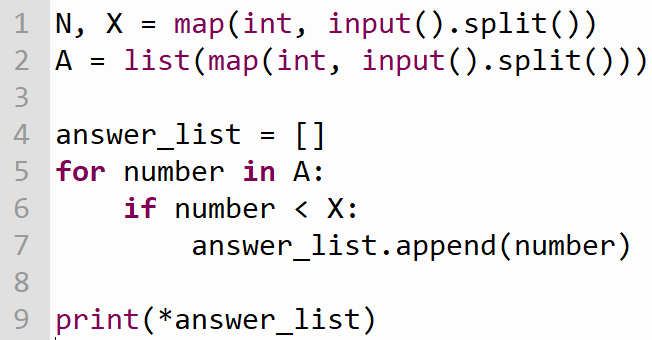 1 N, X = map(int, input().split())
2 A = list(map(int, input().split()))
3
4 answer_list = []
5 for number in A:
6     if number < X:
7         answer_list.append(number)
8
9 print(*answer_list)